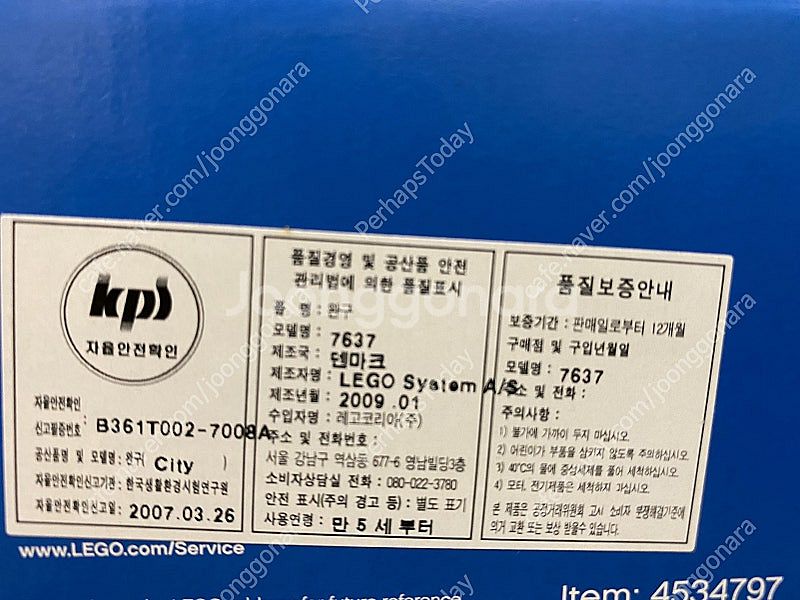 kps
자율안전확인
자율안전확인
신고필증번호: B361T002-7008A
공산품명 및 모델명: 완구( City )
자율안전확인신고기관: 한국생활환경시험연구원
자율안전확인신고일: 2007.03.26
품질경영 및 공산품 안전
관리법에 의한 품질표시
품 명: 완구
모델명: 7637
제조국: 덴마크
제조자명: LEGO System A/S
제조년월: 2009.01
수입자명: 레고코리아(주)
주소 및 전화번호:
서울 강남구 역삼동 677-6 영남빌딩3층
소비자상담실 전화: 080-022-3780
안전 표시(주의 경고 등): 별도 표기
사용연령: 만 5 세 부터
품질보증안내
보증기간: 판매일로부터 12개월
구매점 및 구입년월일
모델명: 7637
주소 및 전화:
주의사항:
1) 불가에 가까이 두지 마십시오.
2) 어린이가 부품을 삼키지 않도록 주의하십시오.
3) 40℃의 물에 중성세제를 풀어 세척하십시오.
4) 모터, 전기제품은 세척하지 마십시오.
본 제품은 공정거래위원회 고시 소비자 분쟁해결기준에
의거 교환 또는 보상 받을수 있습니다.
www.LEGO.com/Service
for future reference
Item: 4534797
Joonggonara
cafe.naver.com/joonggonara
PerhapsToday